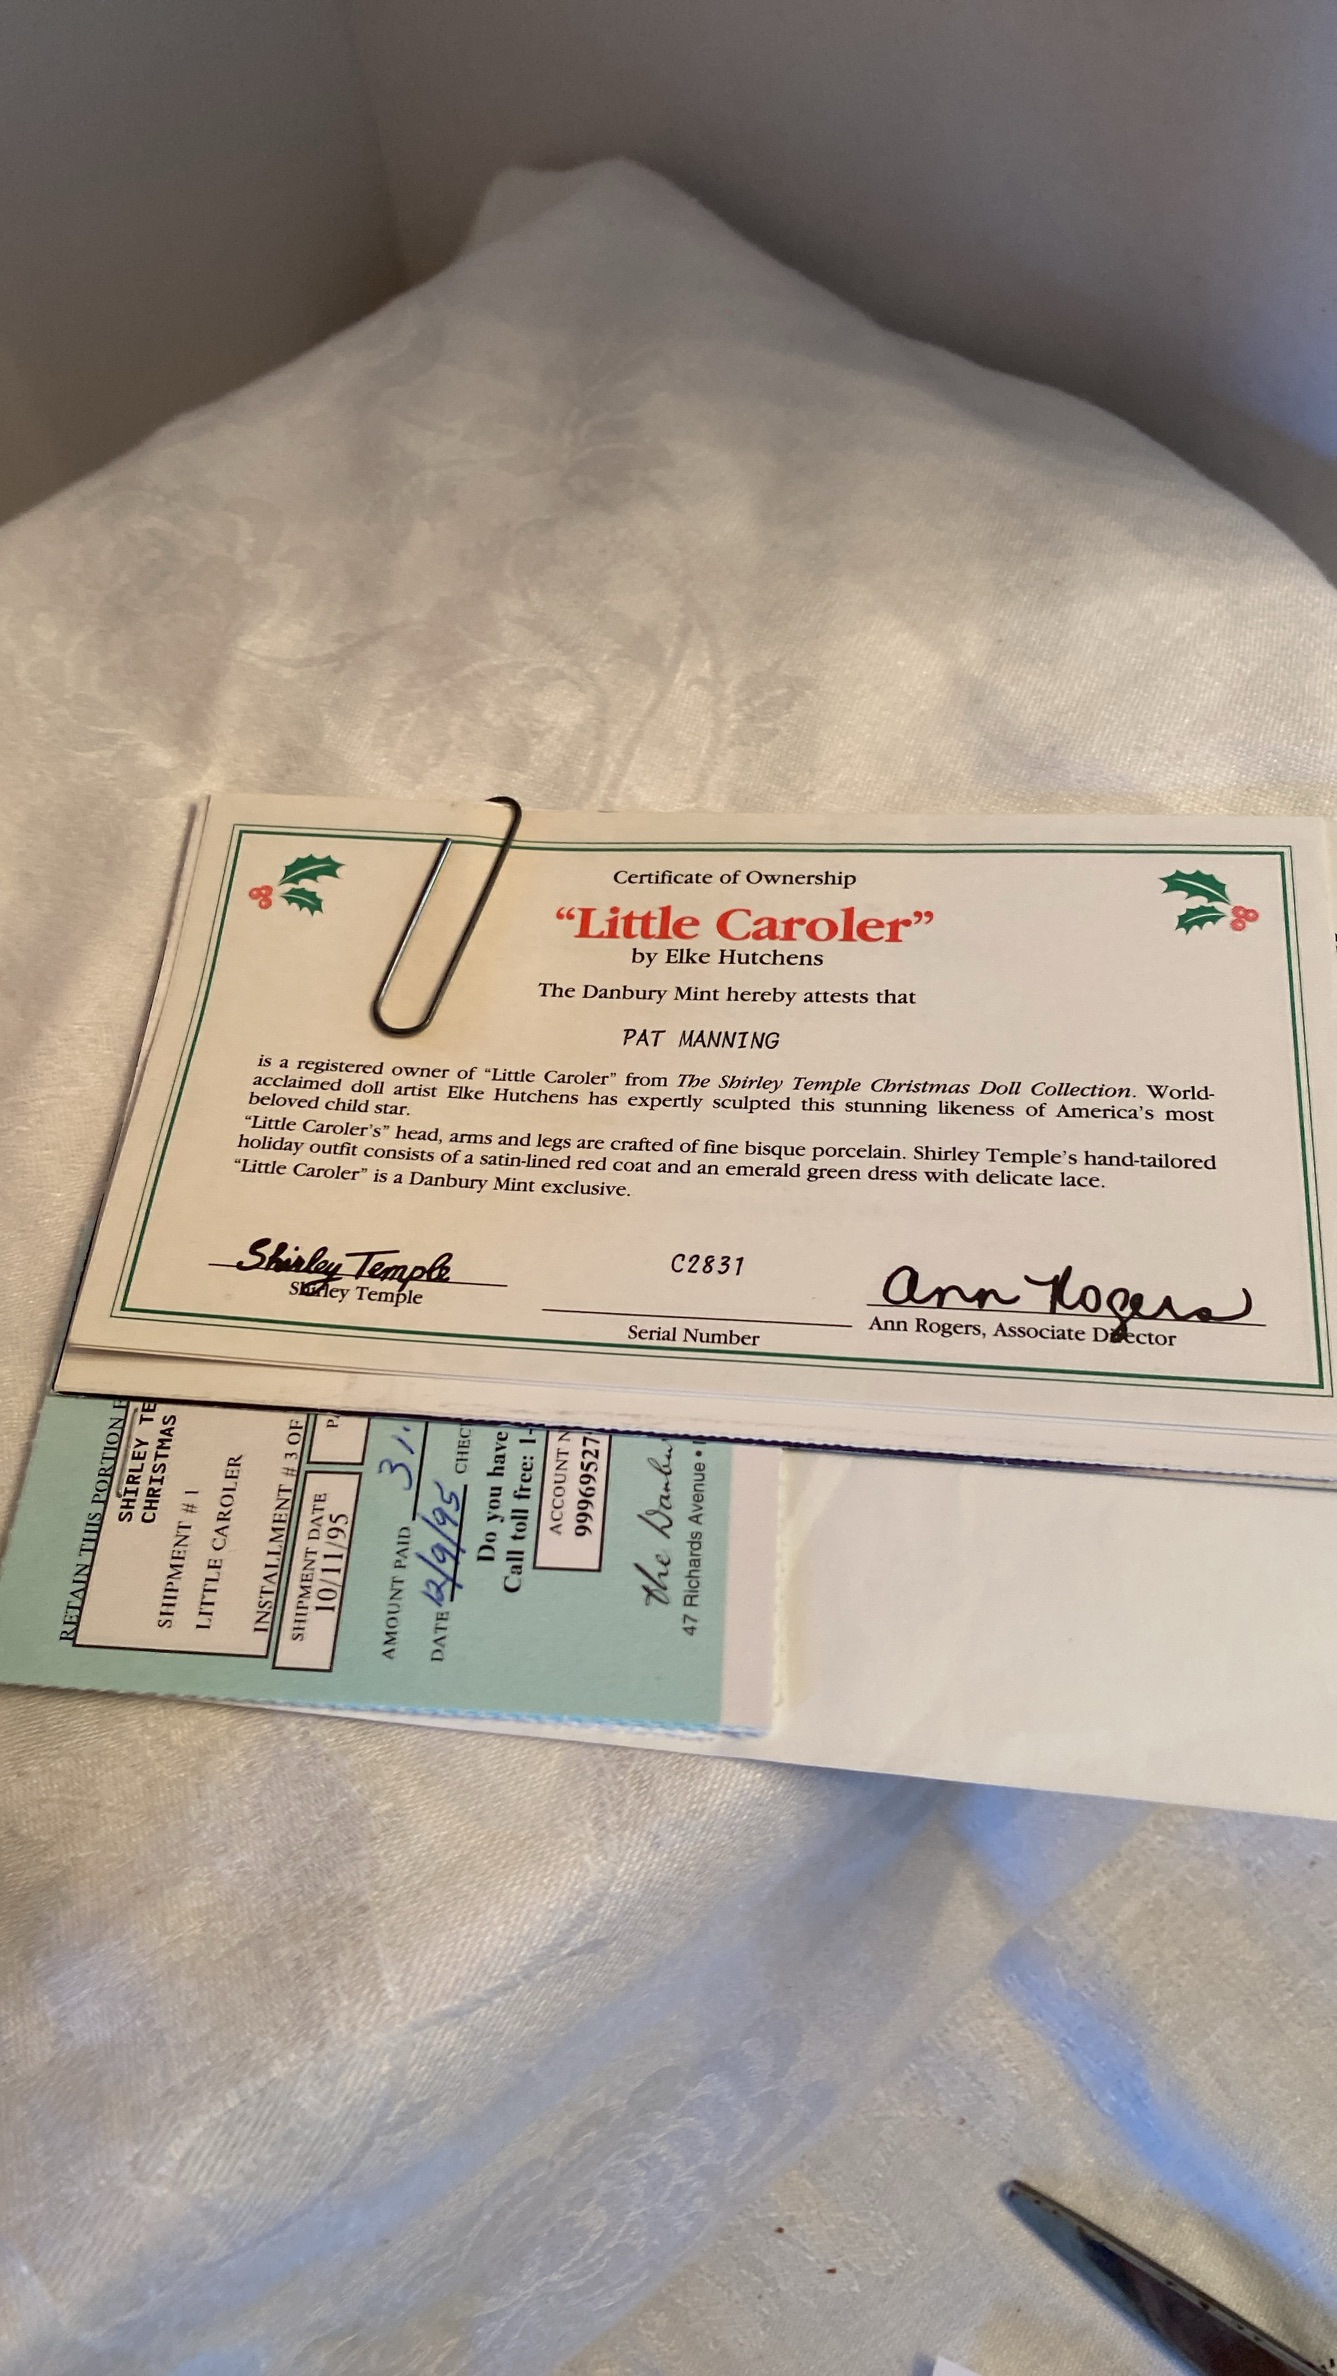 Certificate of Ownership
“Little Caroler”
by Elke Hutchens
The Danbury Mint hereby attests that
PAT MANNING
is a registered owner of “Little Caroler” from The Shirley Temple Christmas Doll Collection. World-
acclaimed doll artist Elke Hutchens has expertly sculpted this stunning likeness of America’s most
beloved child star.
“Little Caroler’s” head, arms and legs are crafted of fine bisque porcelain. Shirley Temple’s hand-tailored
holiday outfit consists of a satin-lined red coat and an emerald green dress with delicate lace.
“Little Caroler” is a Danbury Mint exclusive.
Shirley Temple
Shirley Temple
C2831
Serial Number
Ann Rogers
Ann Rogers, Associate Director
RETAIN THIS PORTION
SHIRLEY TE
CHRISTMAS
SHIPMENT # 1
LITTLE CAROLER
INSTALLMENT # 3 OF
SHIPMENT DATE
10/11/95
AMOUNT PAID 31.
DATE 12/9/95 CHEC
Do you have
Call toll free: 1-
ACCOUNT N
99969527
The Danbu
47 Richards Avenue •